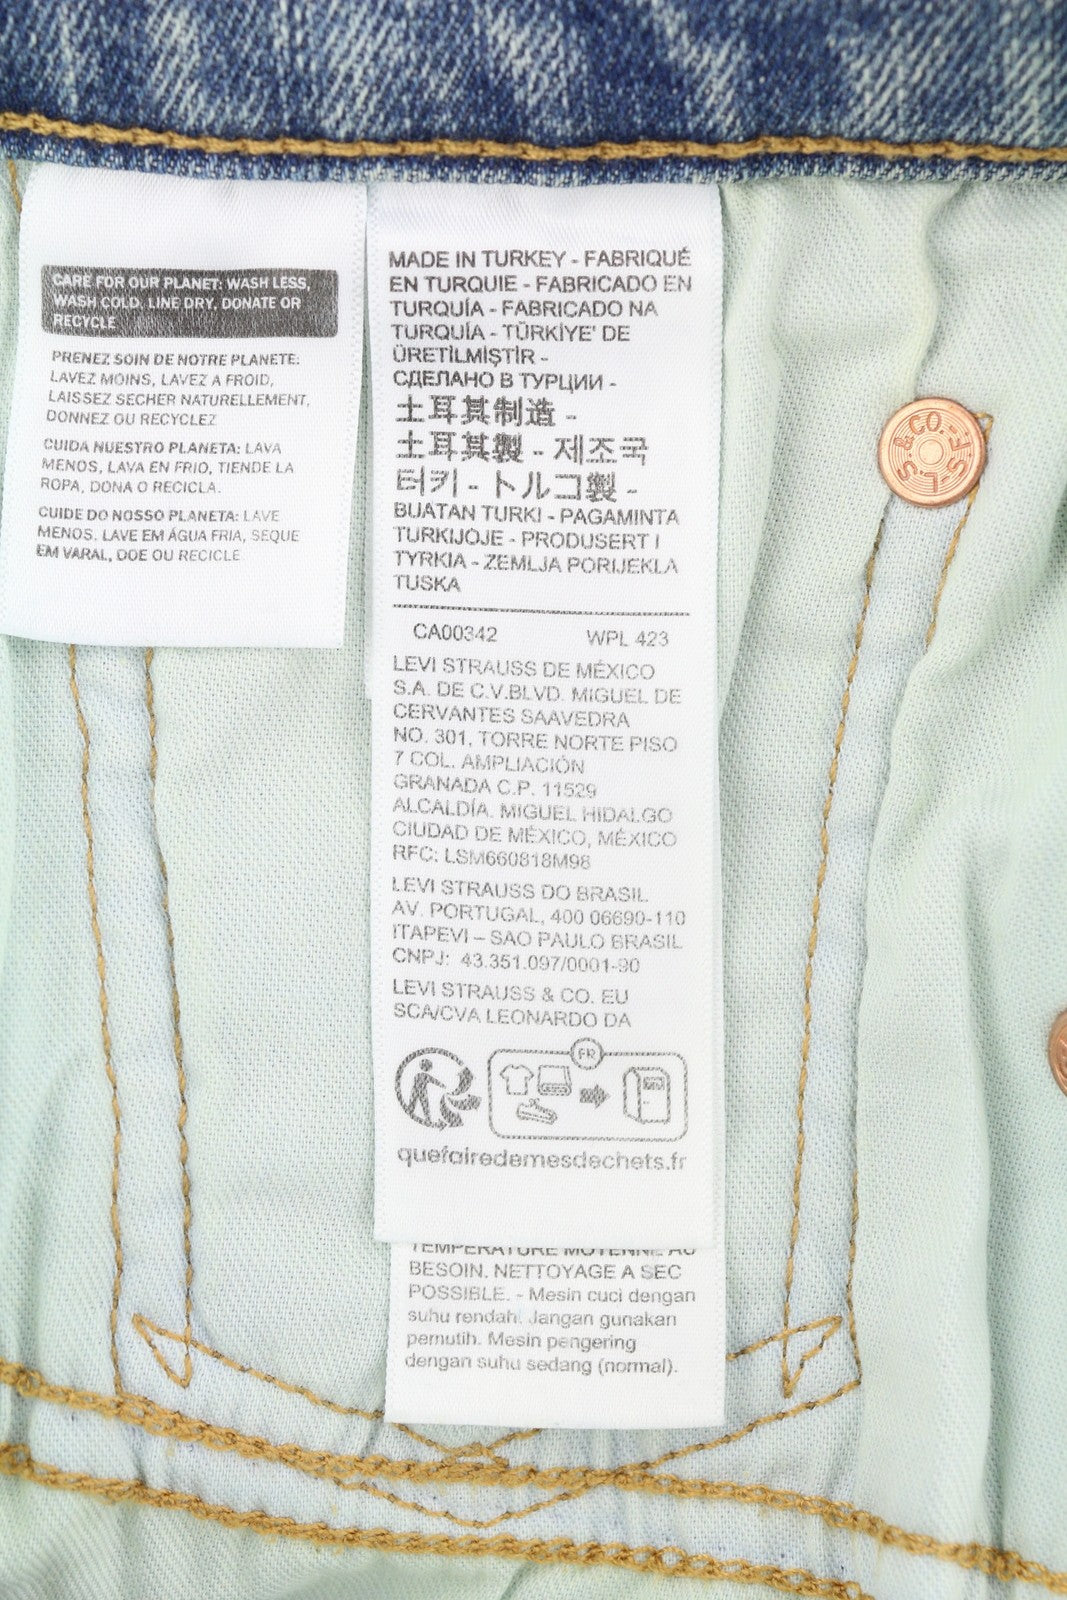 CARE FOR OUR PLANET: WASH LESS,
WASH COLD, LINE DRY, DONATE OR
RECYCLE
PRENEZ SOIN DE NOTRE PLANETE:
LAVEZ MOINS, LAVEZ A FROID,
LAISSEZ SECHER NATURELLEMENT,
DONNEZ OU RECYCLEZ
CUIDA NUESTRO PLANETA: LAVA
MENOS, LAVA EN FRIO, TIENDE LA
ROPA, DONA O RECICLA.
CUIDE DO NOSSO PLANETA: LAVE
MENOS, LAVE EM ÁGUA FRIA, SEQUE
EM VARAL, DOE OU RECICLE
MADE IN TURKEY - FABRIQUÉ
EN TURQUIE - FABRICADO EN
TURQUÍA - FABRICADO NA
TURQUÍA - TÜRKİYE' DE
ÜRETİLMİŞTİR -
СДЕЛАНО В ТУРЦИИ -
土耳其制造 -
土耳其製 - 제조국
터키 - トルコ製 -
BUATAN TURKI - PAGAMINTA
TURKIJOJE - PRODUSERT I
TYRKIA - ZEMLJA PORIJEKLA
TUSKA
CA00342 WPL 423
LEVI STRAUSS DE MÉXICO
S.A. DE C.V.BLVD. MIGUEL DE
CERVANTES SAAVEDRA
NO. 301, TORRE NORTE PISO
7 COL. AMPLIACIÓN
GRANADA C.P. 11529
ALCALDÍA. MIGUEL HIDALGO
CIUDAD DE MÉXICO, MÉXICO
RFC: LSM660818M98
LEVI STRAUSS DO BRASIL
AV. PORTUGAL, 400 06690-110
ITAPEVI – SAO PAULO BRASIL
CNPJ: 43.351.097/0001-90
LEVI STRAUSS & CO. EU
SCA/CVA LEONARDO DA
FR
quefairedemesdechets.fr
TEMPERATURE MOYENNE AU
BESOIN. NETTOYAGE A SEC
POSSIBLE. - Mesin cuci dengan
suhu rendah. Jangan gunakan
pemutih. Mesin pengering
dengan suhu sedang (normal).
L.S. & CO.-S.F.